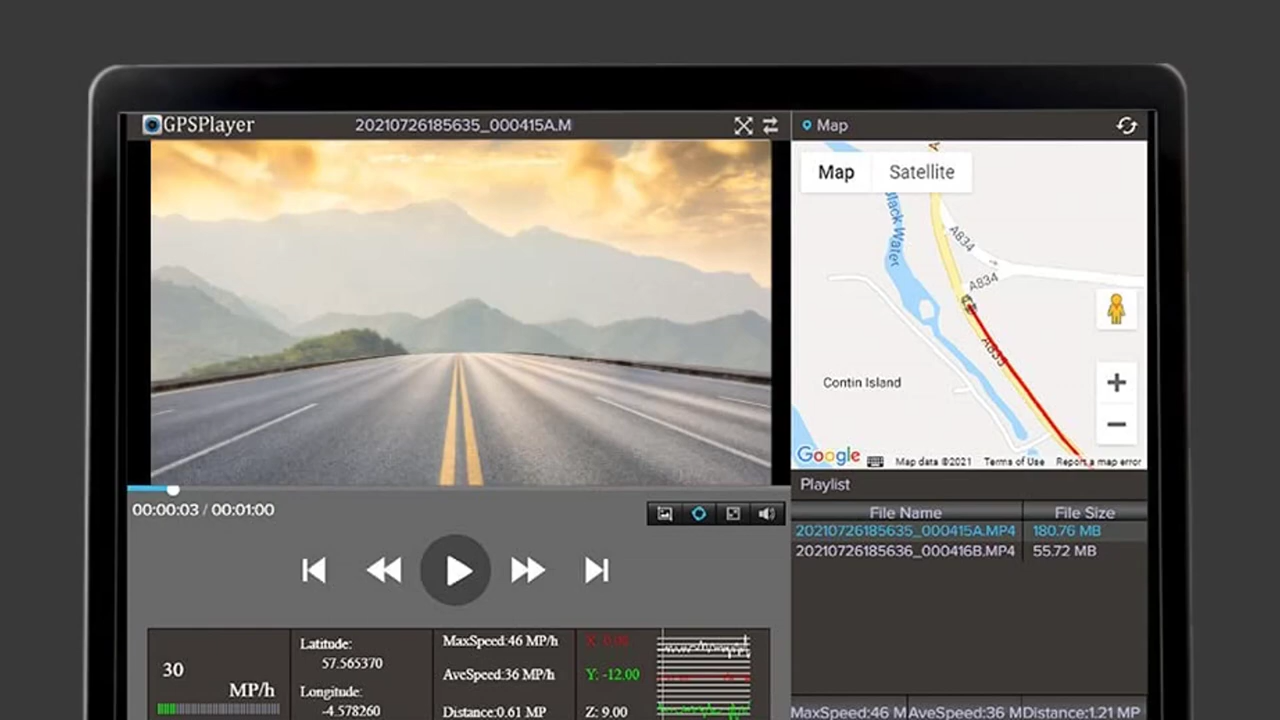 GPSPlayer
20210726185635_000415A.M
Map
Map
Satellite
Black Water
A834
A834
A835
Contin Island
Google
Map data ©2021
Terms of Use
Report a map error
00:00:03 / 00:01:00
Playlist
File Name
File Size
20210726185635_000415A.MP4
180.76 MB
20210726185636_000416B.MP4
55.72 MB
30
MP/h
Latitude:
57.565370
Longitude:
-4.578260
MaxSpeed:46 MP/h
AveSpeed:36 MP/h
Distance:0.61 MP
X: 0.00
Y: -12.00
Z: 9.00
MaxSpeed:46 M
AveSpeed:36 M
Distance:1.21 MP